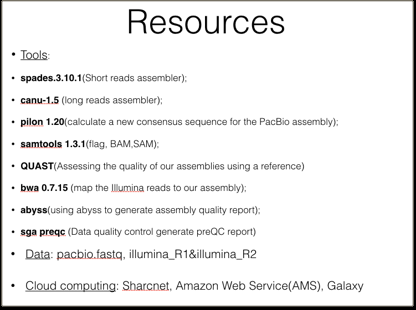 Resources
• Tools:
• spades.3.10.1(Short reads assembler);
• canu-1.5 (long reads assembler);
• pilon 1.20(calculate a new consensus sequence for the PacBio assembly);
• samtools 1.3.1(flag, BAM,SAM);
• QUAST(Assessing the quality of our assemblies using a reference)
• bwa 0.7.15 (map the Illumina reads to our assembly);
• abyss(using abyss to generate assembly quality report);
• sga preqc (Data quality control generate preQC report)
• Data: pacbio.fastq, illumina_R1&illumina_R2
• Cloud computing: Sharcnet, Amazon Web Service(AMS), Galaxy